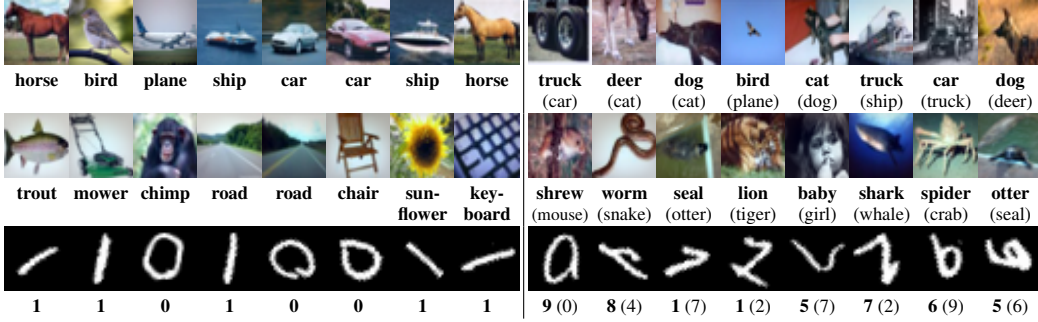 horse bird plane ship car car ship horse truck deer dog bird cat truck car dog
(car) (cat) (cat) (plane) (dog) (ship) (truck) (deer)
trout mower chimp road road chair sun- key- shrew worm seal lion baby shark spider otter
flower board (mouse) (snake) (otter) (tiger) (girl) (whale) (crab) (seal)
1 1 0 1 0 0 1 1 9 (0) 8 (4) 1 (7) 1 (2) 5 (7) 7 (2) 6 (9) 5 (6)